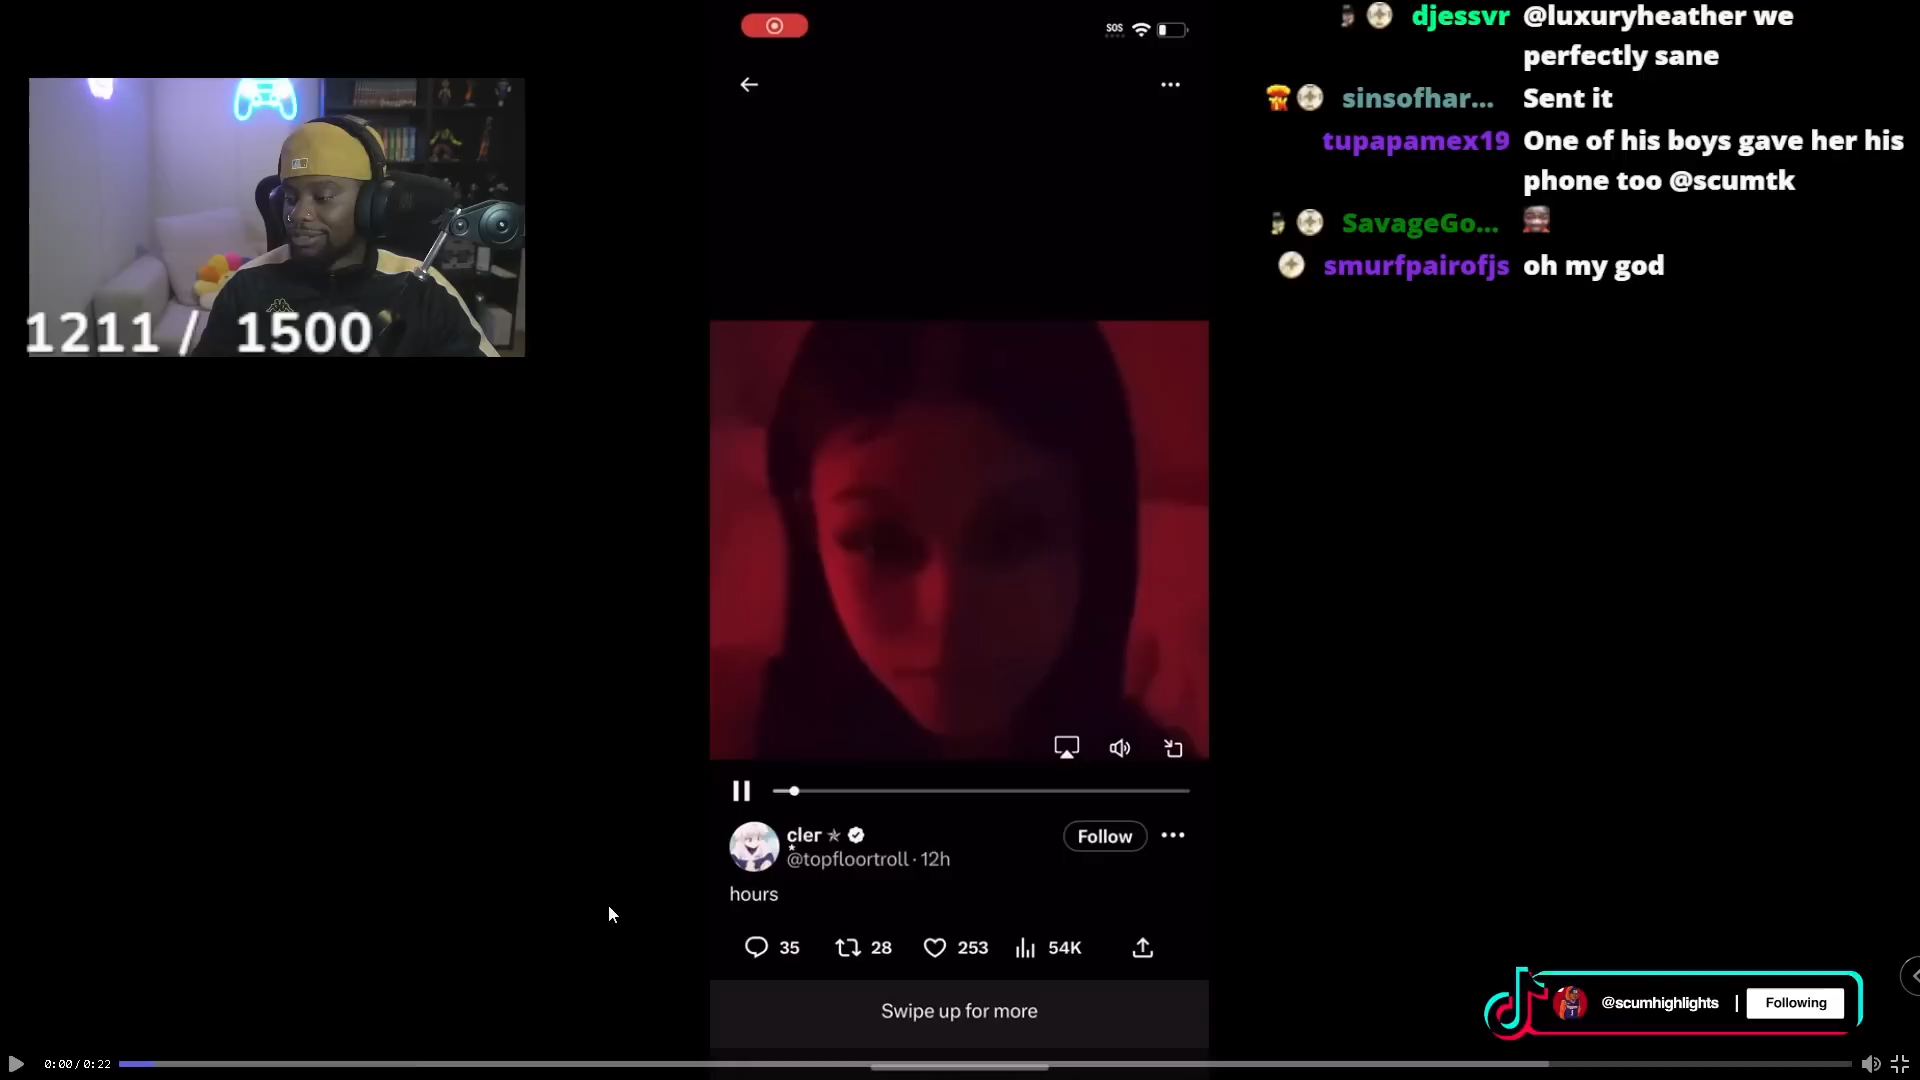 SOS
djessvr @luxuryheather we
perfectly sane
sinsofhar... Sent it
tupapamex19 One of his boys gave her his
phone too @scumtk
SavageGo...
smurfpairofjs oh my god
1211 / 1500
cler
@topfloortroll · 12h
Follow
hours
35 28 253 54K
Swipe up for more
@scumhighlights | Following
0:00/0:22